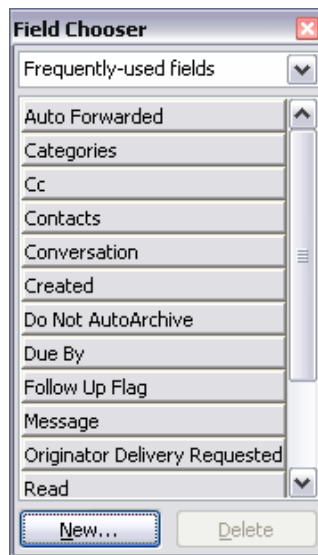 Field Chooser
Frequently-used fields
Auto Forwarded
Categories
Cc
Contacts
Conversation
Created
Do Not AutoArchive
Due By
Follow Up Flag
Message
Originator Delivery Requested
Read
New... Delete